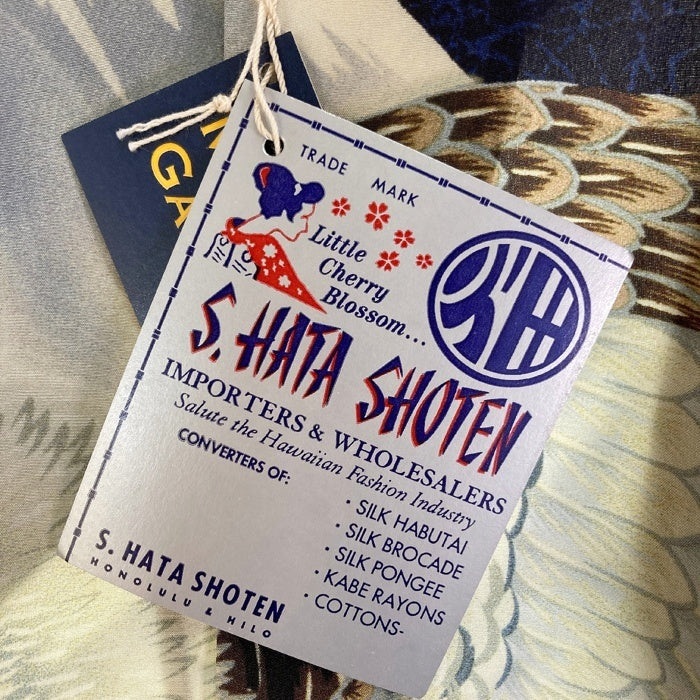 GA
TRADE MARK
Little
Cherry
Blossom...
S. HATA SHOTEN
IMPORTERS & WHOLESALERS
Salute the Hawaiian Fashion Industry
CONVERTERS OF:
• SILK HABUTAI
• SILK BROCADE
• SILK PONGEE
• KABE RAYONS
• COTTONS-
S. HATA SHOTEN
HONOLULU & HILO